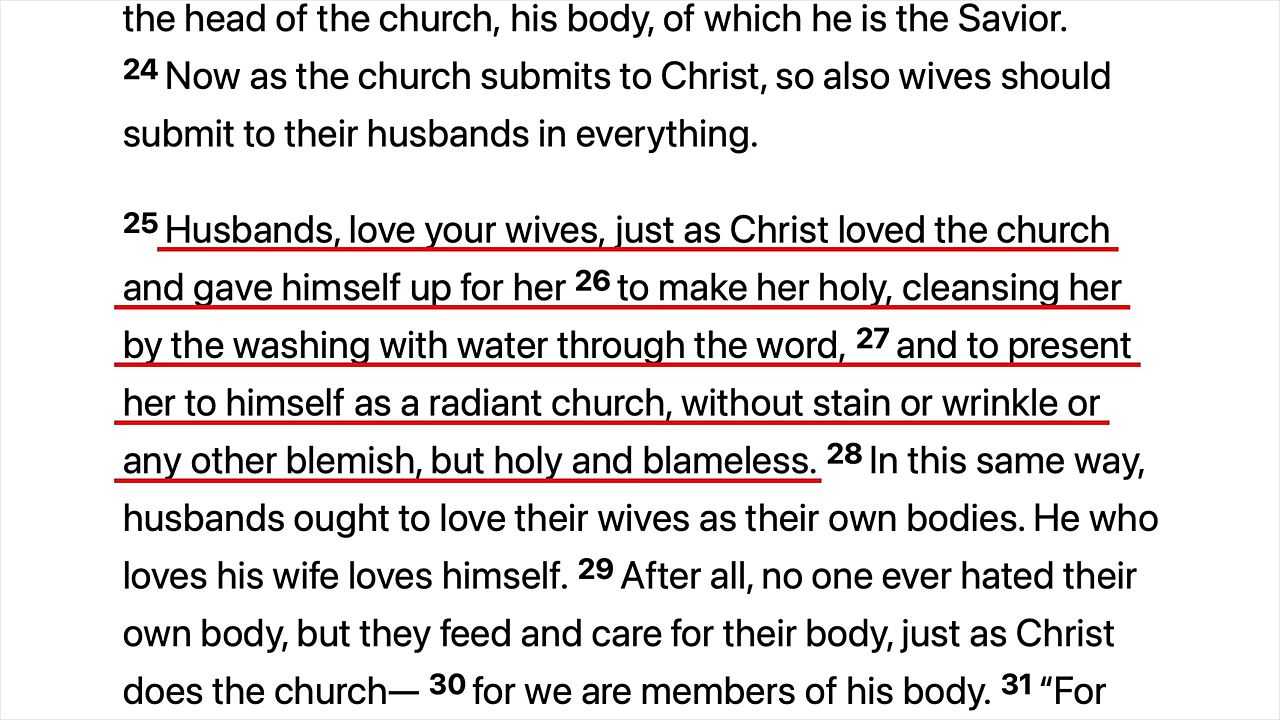 the head of the church, his body, of which he is the Savior.
24 Now as the church submits to Christ, so also wives should
submit to their husbands in everything.
25 Husbands, love your wives, just as Christ loved the church
and gave himself up for her 26 to make her holy, cleansing her
by the washing with water through the word, 27 and to present
her to himself as a radiant church, without stain or wrinkle or
any other blemish, but holy and blameless. 28 In this same way,
husbands ought to love their wives as their own bodies. He who
loves his wife loves himself. 29 After all, no one ever hated their
own body, but they feed and care for their body, just as Christ
does the church— 30 for we are members of his body. 31 “For